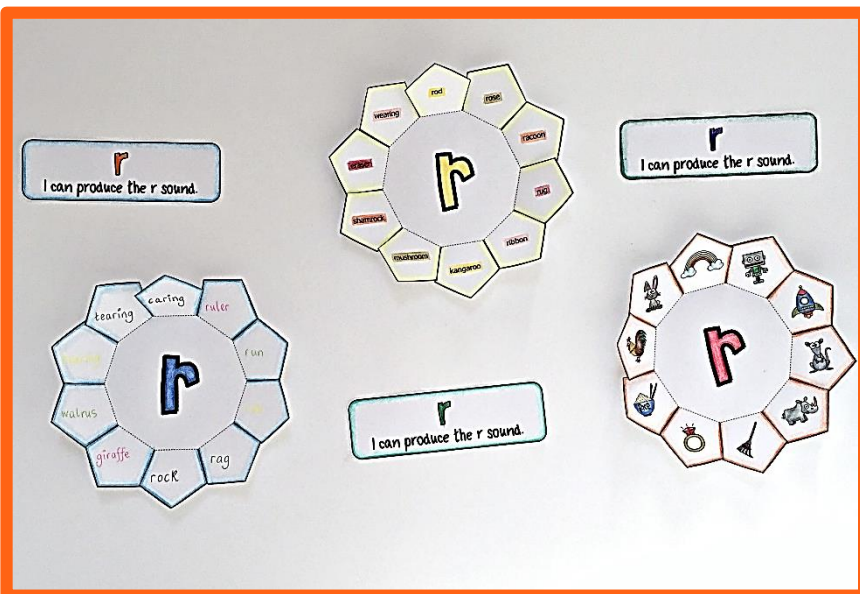 r
I can produce the r sound.
r
I can produce the r sound.
rod
rose
racoon
rug
ribbon
kangaroo
mushroom
shamrock
wearing
r
caring
ruler
run
rag
rock
giraffe
walrus
tearing
r
r
I can produce the r sound.
r